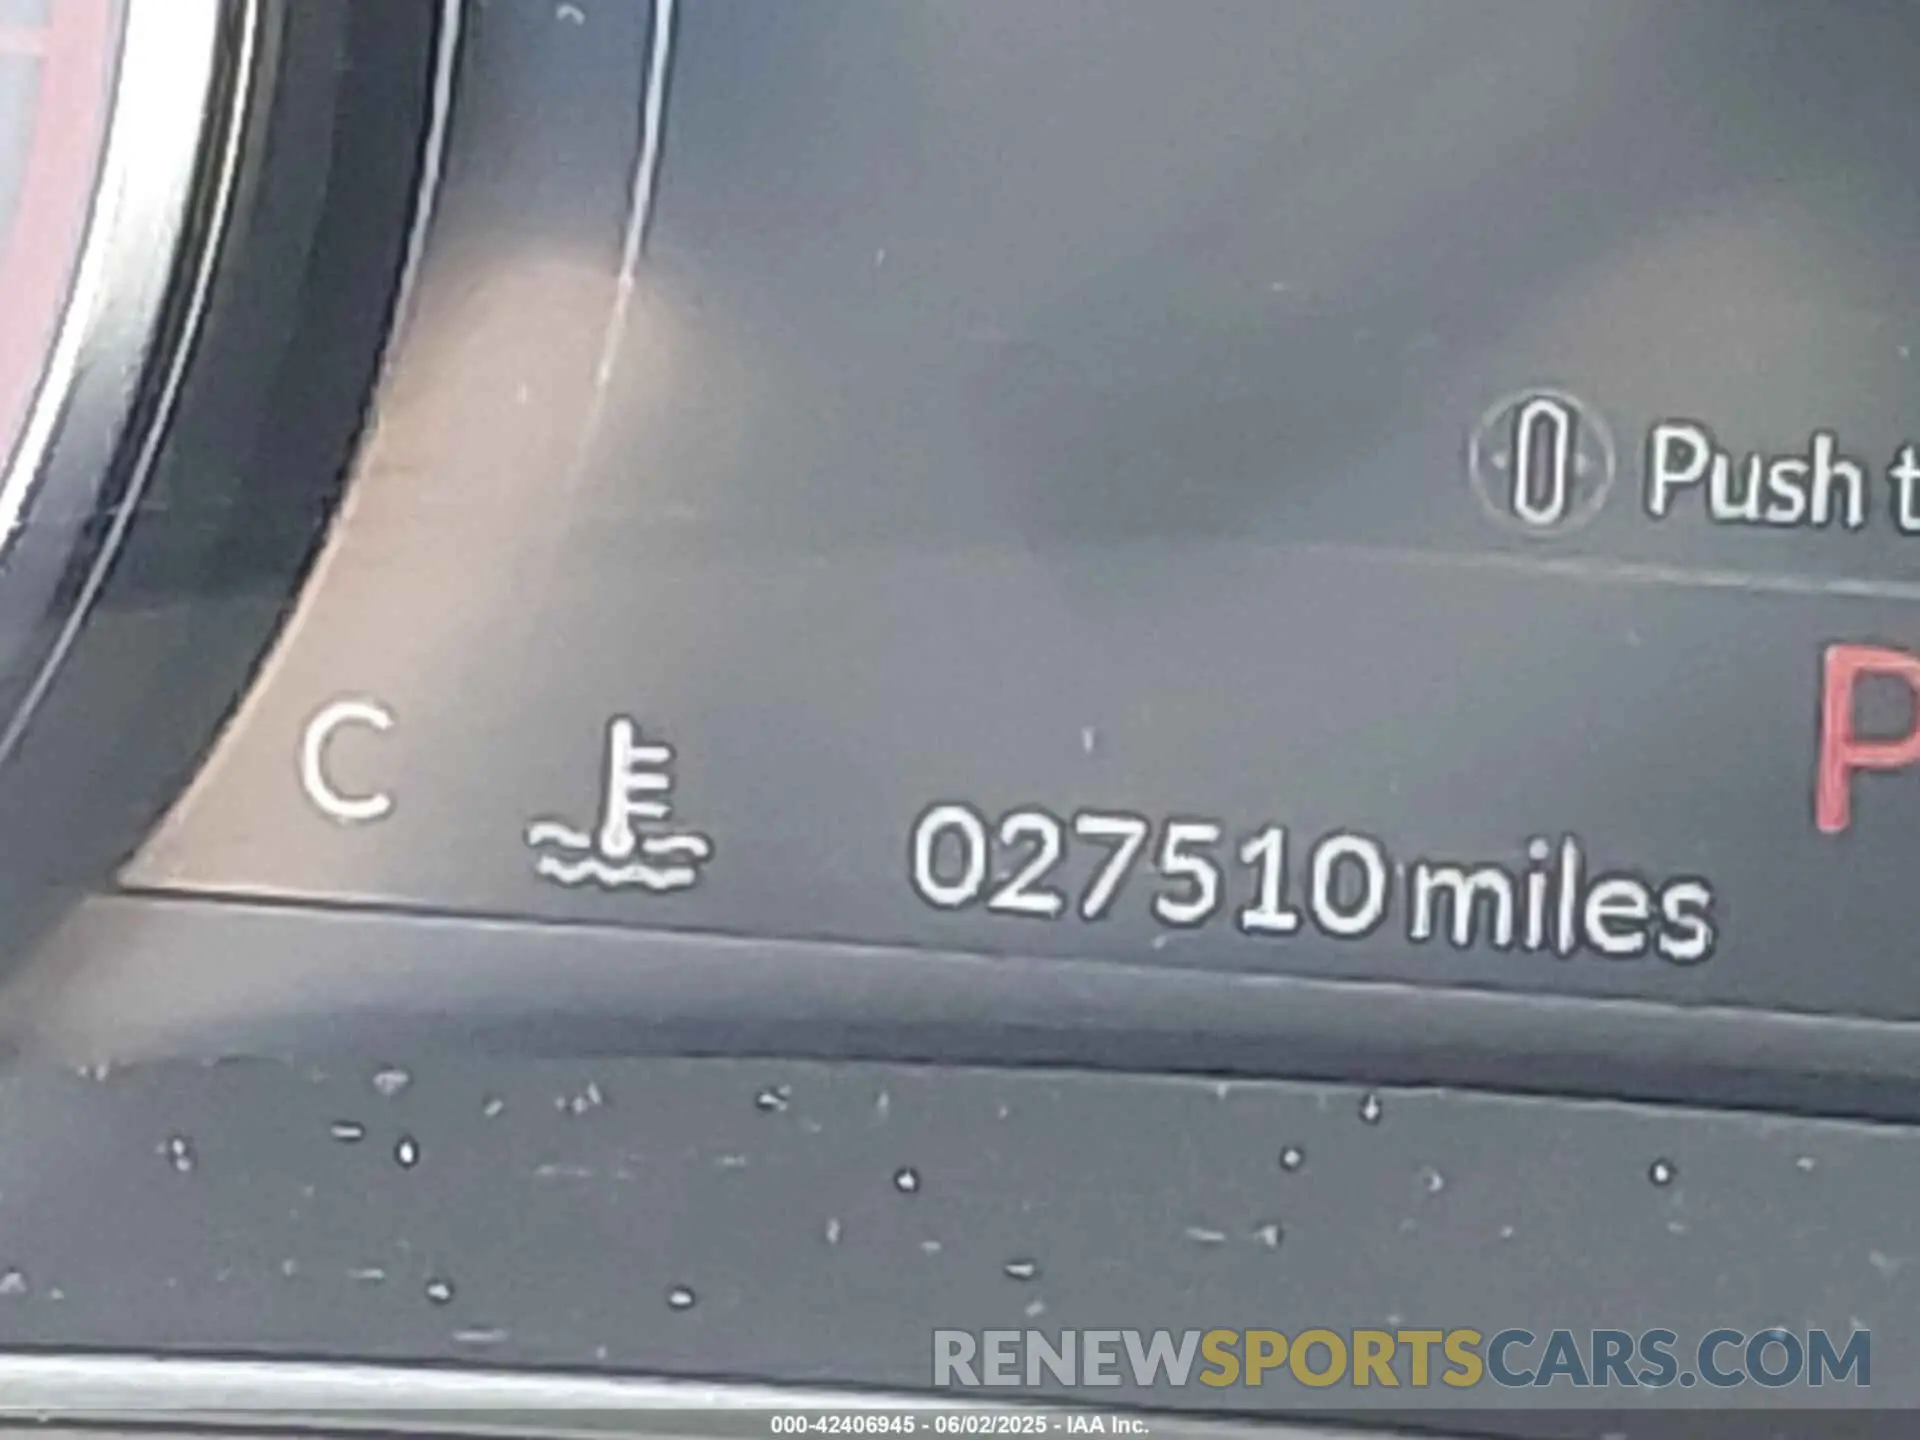 Push t
P
C
027510 miles
RENEWSPORTSCARS.COM
000-42406945 - 06/02/2025 - IAA Inc.